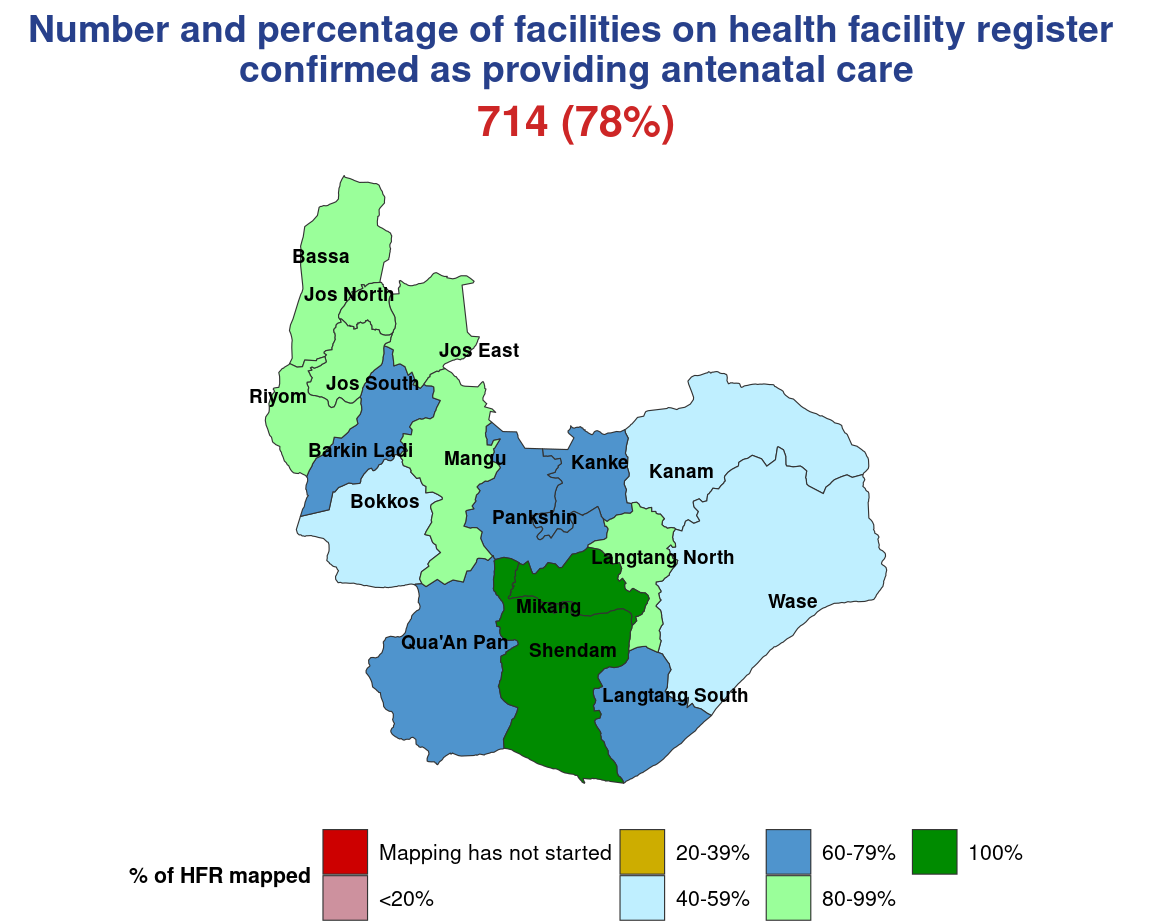 Number and percentage of facilities on health facility register
confirmed as providing antenatal care
714 (78%)
Bassa
Jos North
Jos East
Jos South
Riyom
Barkin Ladi
Mangu
Kanke
Kanam
Bokkos
Pankshin
Langtang North
Mikang
Wase
Qua'An Pan
Shendam
Langtang South
% of HFR mapped
Mapping has not started
<20%
20-39%
40-59%
60-79%
80-99%
100%